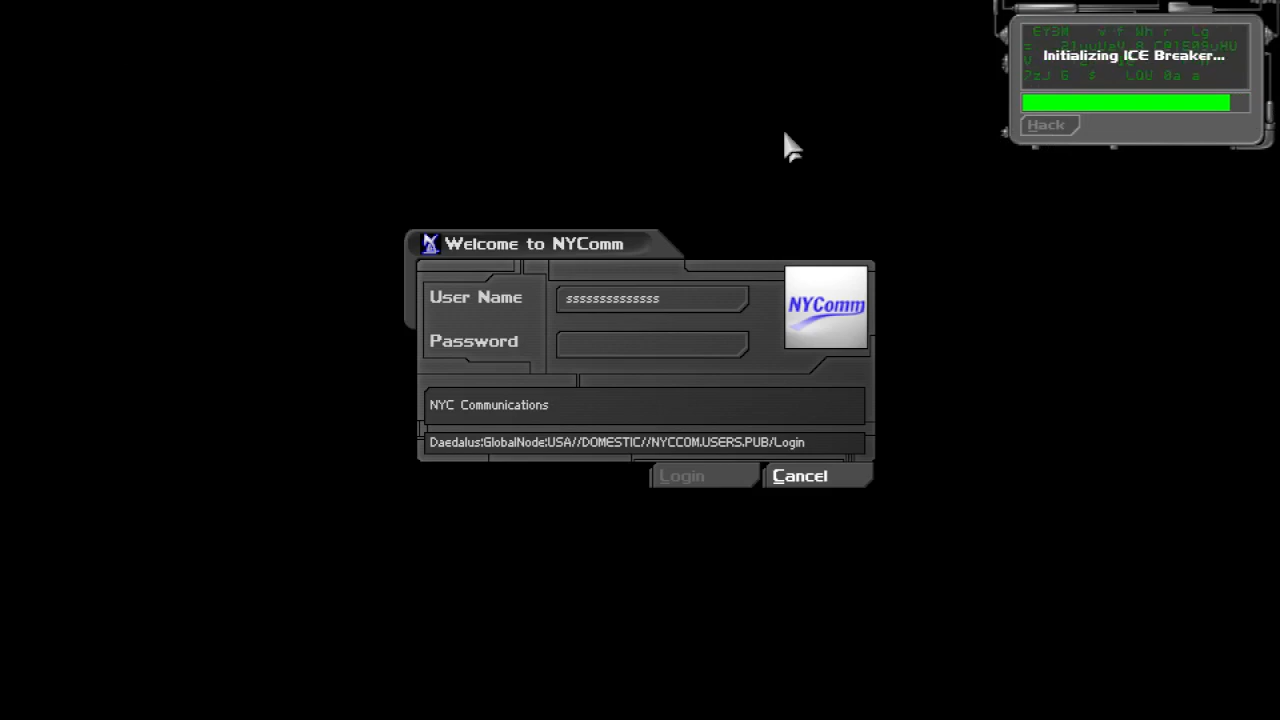 Initializing ICE Breaker...
Hack
Welcome to NYComm
User Name
ssssssssssssss
NYComm
Password
NYC Communications
Daedalus:GlobalNode:USA//DOMESTIC//NYCCOM.USERS.PUB/Login
Login
Cancel